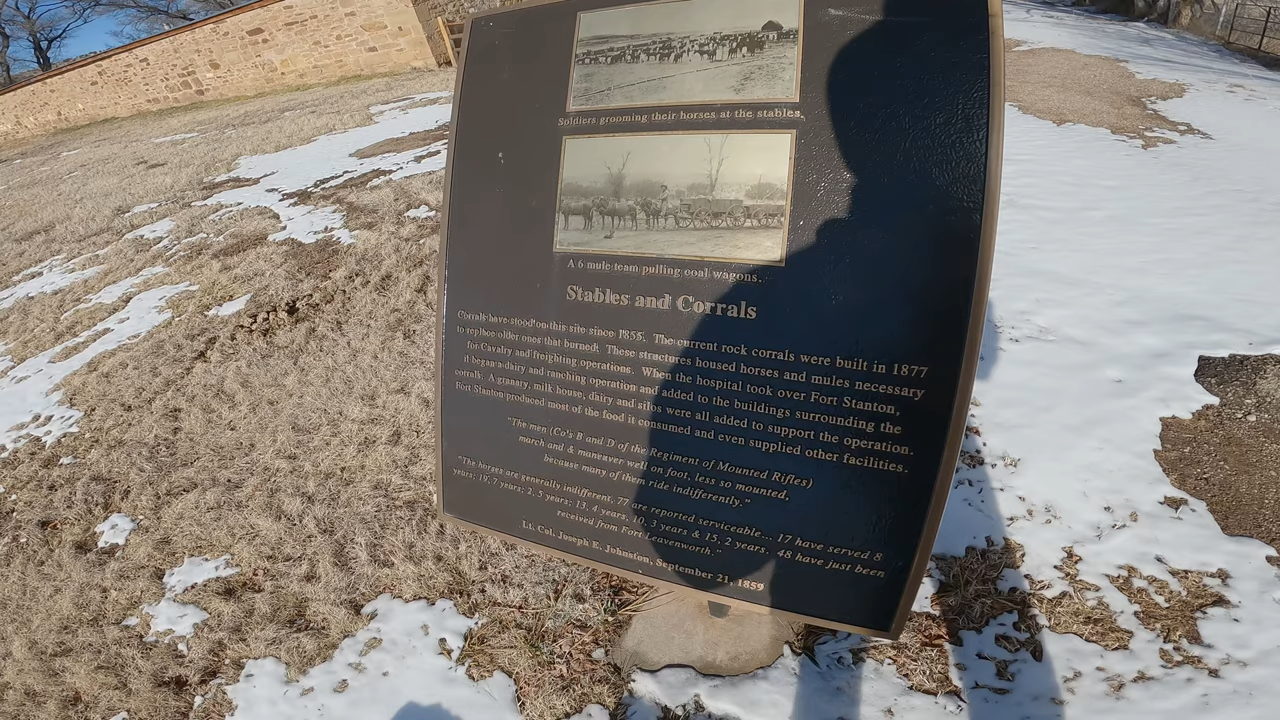 Soldiers grooming their horses at the stables.
A 6 mule team pulling coal wagons.
Stables and Corrals
Corrals have stood on this site since 1855. The current rock corrals were built in 1877
to replace older ones that burned. These structures housed horses and mules necessary
for Cavalry and freighting operations. When the hospital took over Fort Stanton,
it began a dairy and ranching operation and added to the buildings surrounding the
corrals. A granary, milk house, dairy and silos were all added to support the operation.
Fort Stanton produced most of the food it consumed and even supplied other facilities.
"The men (Co's B and D of the Regiment of Mounted Rifles)
march and & maneuver well on foot, less so mounted,
because many of them ride indifferently."
"The horses are generally indifferent, 77 are reported serviceable... 17 have served 8
years; 19, 7 years; 2, 5 years; 13, 4 years, 10, 3 years & 15, 2 years. 48 have just been
received from Fort Leavenworth."
Lt. Col. Joseph E. Johnston, September 21, 1859